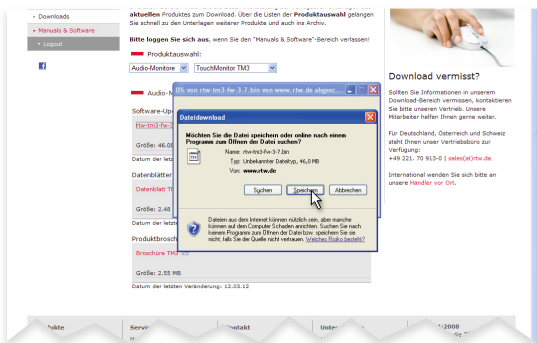 Downloads
Manuals & Software
Logout
aktuellen Produktes zum Download. Über die Listen der Produktauswahl gelangen
Sie schnell zu den Unterlagen weiterer Produkte und auch ins Archiv.
Bitte loggen Sie sich aus, wenn Sie den "Manuals & Software"-Bereich verlassen!
Produktauswahl:
Audio-Monitore
TouchMonitor TM3
Audio-M
Software-Up
rtw-tm3-fw-3
Größe: 46.0
Datum der letz
Datenblätter
Datenblatt T
Größe: 2.48
Datum der letzte
Produktbrosch
Broschüre TM3
Größe: 2.55 MB
Datum der letzten Veränderung: 12.03.12
0% von rtw-tm3-fw-3-7.bin von www.rtw.de abgesc...
Dateidownload
Möchten Sie die Datei speichern oder online nach einem
Programm zum Öffnen der Datei suchen?
Name: rtw-tm3-fw-3-7.bin
Typ: Unbekannter Dateityp, 46,0 MB
Von: www.rtw.de
Suchen
Speichern
Abbrechen
Dateien aus dem Internet können nützlich sein, aber manche
können auf dem Computer Schaden anrichten. Suchen Sie nach
keinem Programm zum Öffnen der Datei bzw. speichern Sie sie
nicht, falls Sie der Quelle nicht vertrauen. Welches Risiko besteht?
Download vermisst?
Sollten Sie Informationen in unserem
Download-Bereich vermissen, kontaktieren
Sie bitte unseren Vertrieb. Unsere
Mitarbeiter helfen Ihnen gerne weiter.
Für Deutschland, Österreich und Schweiz
steht Ihnen unser Vertriebsbüro zur
Verfügung:
+49 221. 70 913-0 | sales(at)rtw.de
International wenden Sie sich bitte an
unsere Händler vor Ort.